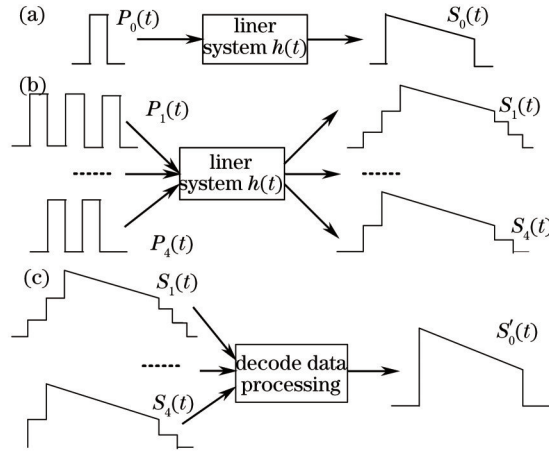 (a)
P₀(t)
liner
system h(t)
S₀(t)
(b)
P₁(t)
liner
system h(t)
S₁(t)
P₄(t)
S₄(t)
(c)
S₁(t)
decode data
processing
S′₀(t)
S₄(t)